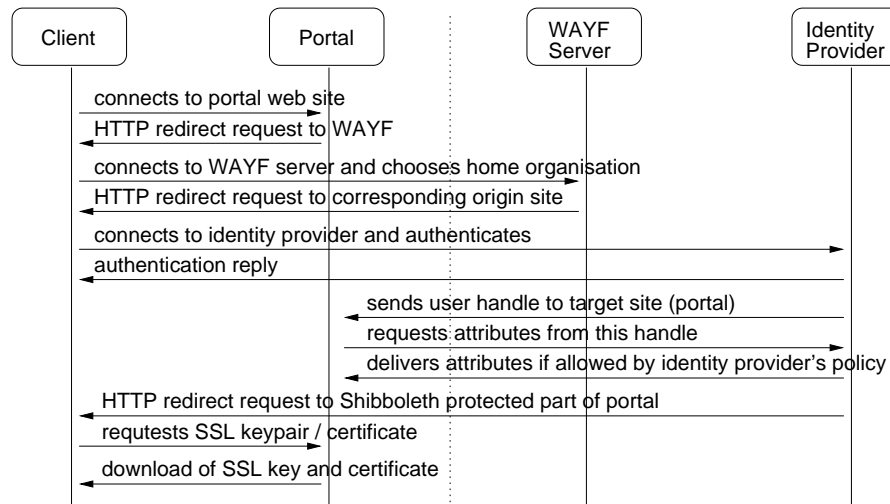 Client
Portal
WAYF
Server
Identity
Provider
connects to portal web site
HTTP redirect request to WAYF
connects to WAYF server and chooses home organisation
HTTP redirect request to corresponding origin site
connects to identity provider and authenticates
authentication reply
sends user handle to target site (portal)
requests attributes from this handle
delivers attributes if allowed by identity provider's policy
HTTP redirect request to Shibboleth protected part of portal
requtests SSL keypair / certificate
download of SSL key and certificate